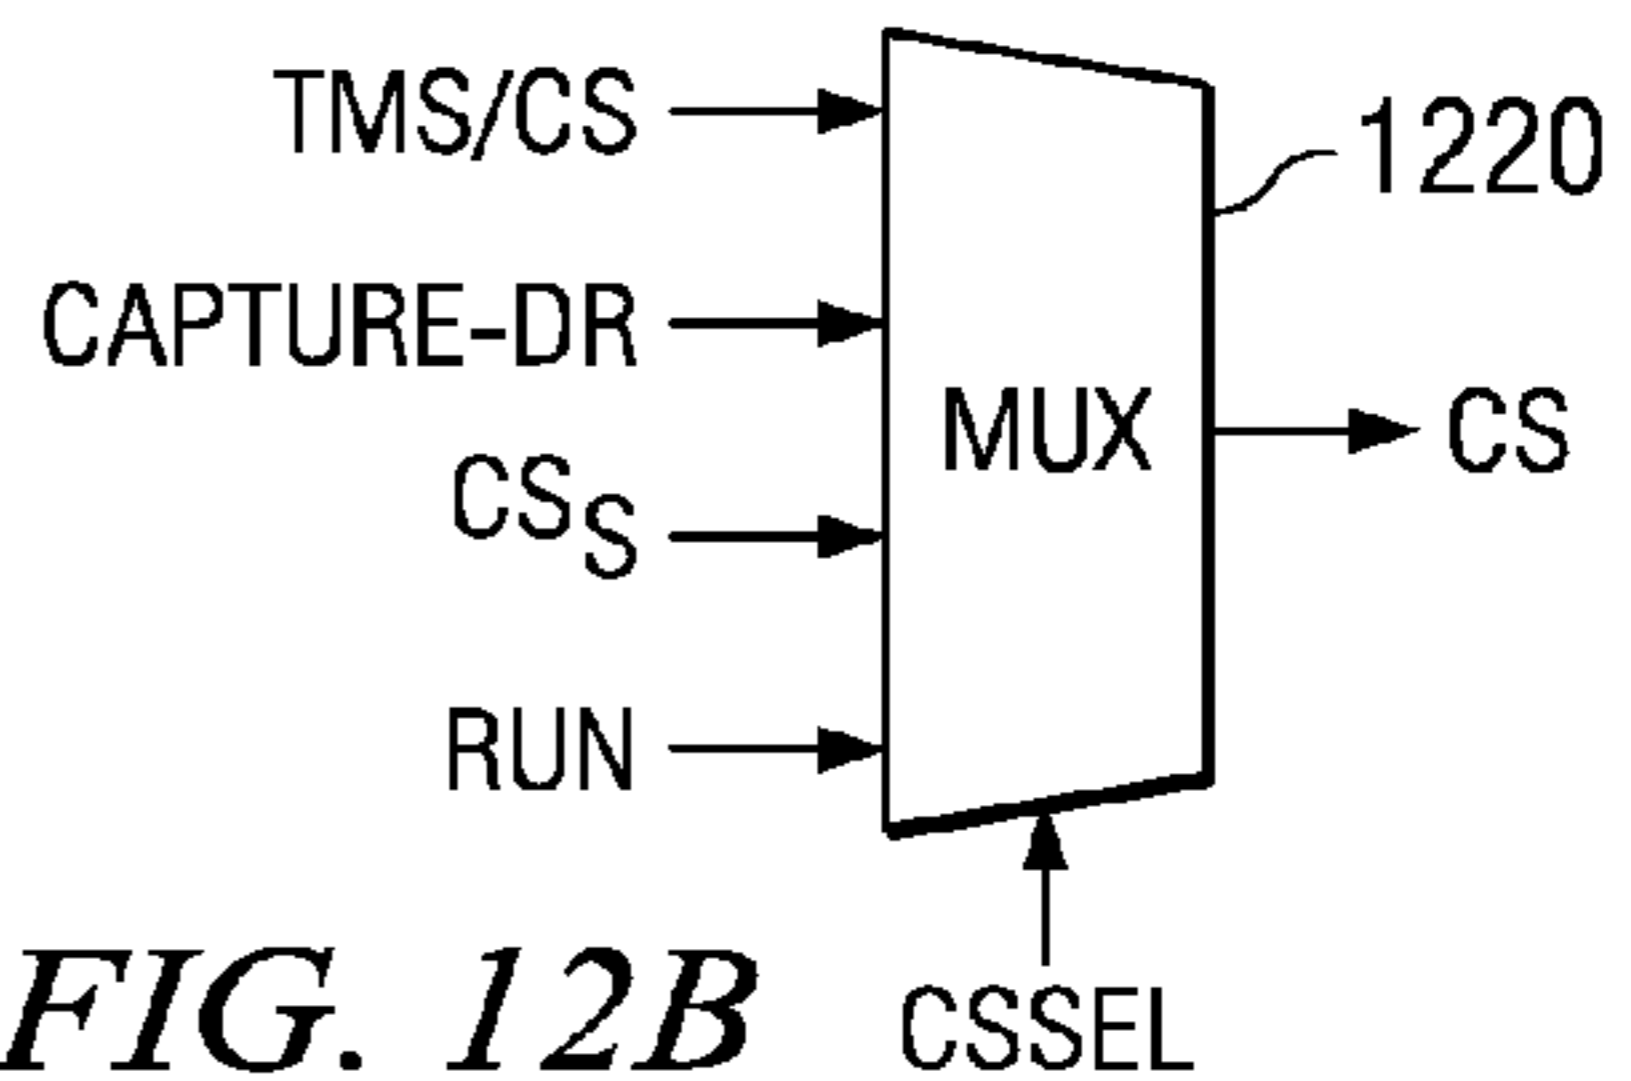 TMS/CS
1220
CAPTURE-DR
MUX
CS
CSS
RUN
CSSEL
FIG. 12B